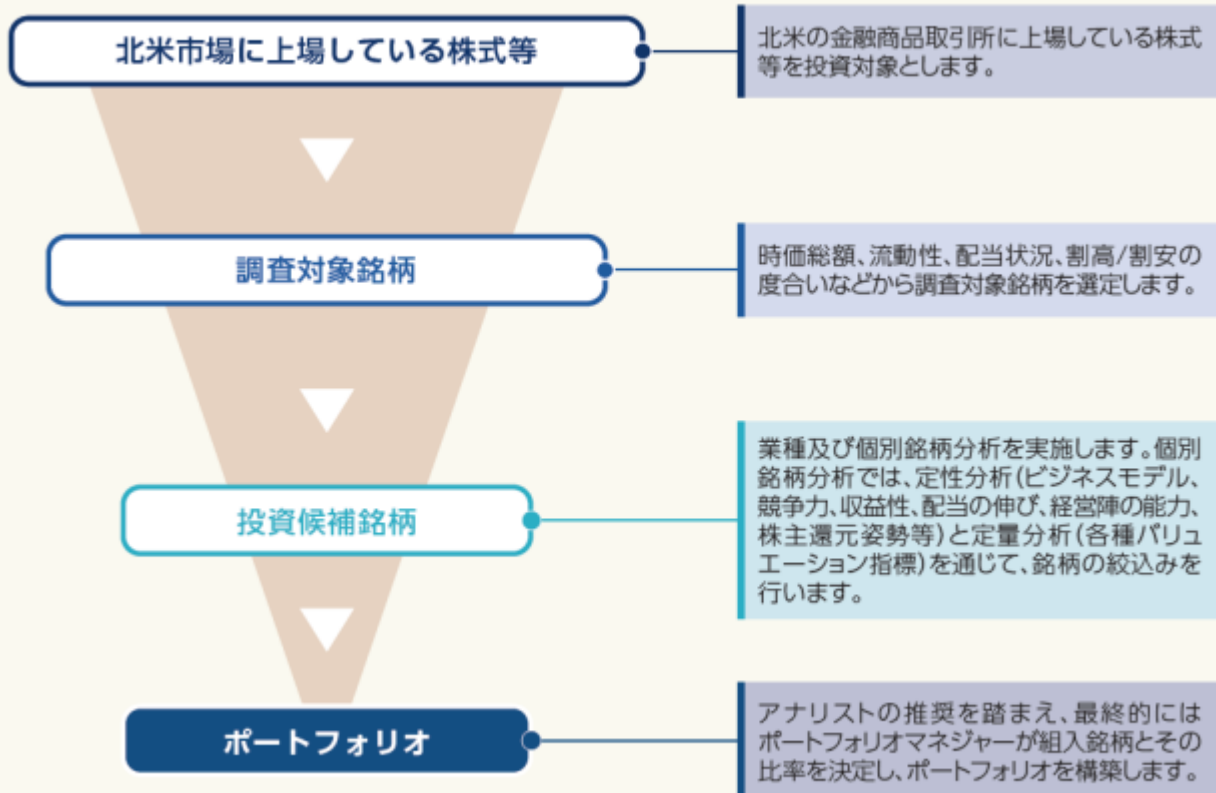 北米市場に上場している株式等
北米の金融商品取引所に上場している株式
等を投資対象とします。
調査対象銘柄
時価総額、流動性、配当状況、割高/割安の
度合いなどから調査対象銘柄を選定します。
投資候補銘柄
業種及び個別銘柄分析を実施します。個別
銘柄分析では、定性分析(ビジネスモデル、
競争力、収益性、配当の伸び、経営陣の能力、
株主還元姿勢等)と定量分析(各種バリュ
エーション指標)を通じて、銘柄の絞込みを
行います。
ポートフォリオ
アナリストの推奨を踏まえ、最終的には
ポートフォリオマネジャーが組入銘柄とその
比率を決定し、ポートフォリオを構築します。